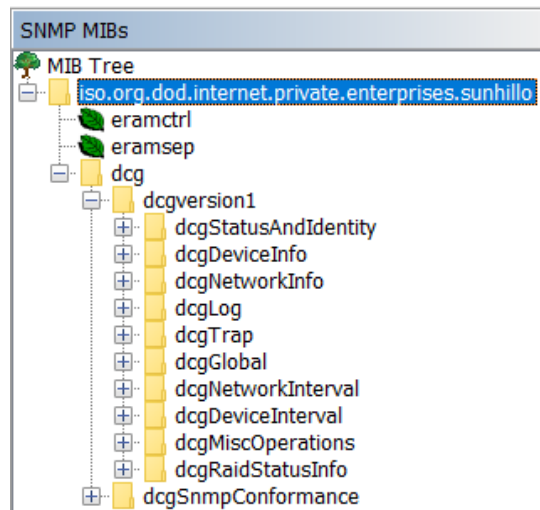 SNMP MIBs
MIB Tree
iso.org.dod.internet.private.enterprises.sunhillo
eramctrl
eramsep
dcg
dcgversion1
dcgStatusAndIdentity
dcgDeviceInfo
dcgNetworkInfo
dcgLog
dcgTrap
dcgGlobal
dcgNetworkInterval
dcgDeviceInterval
dcgMiscOperations
dcgRaidStatusInfo
dcgSnmpConformance